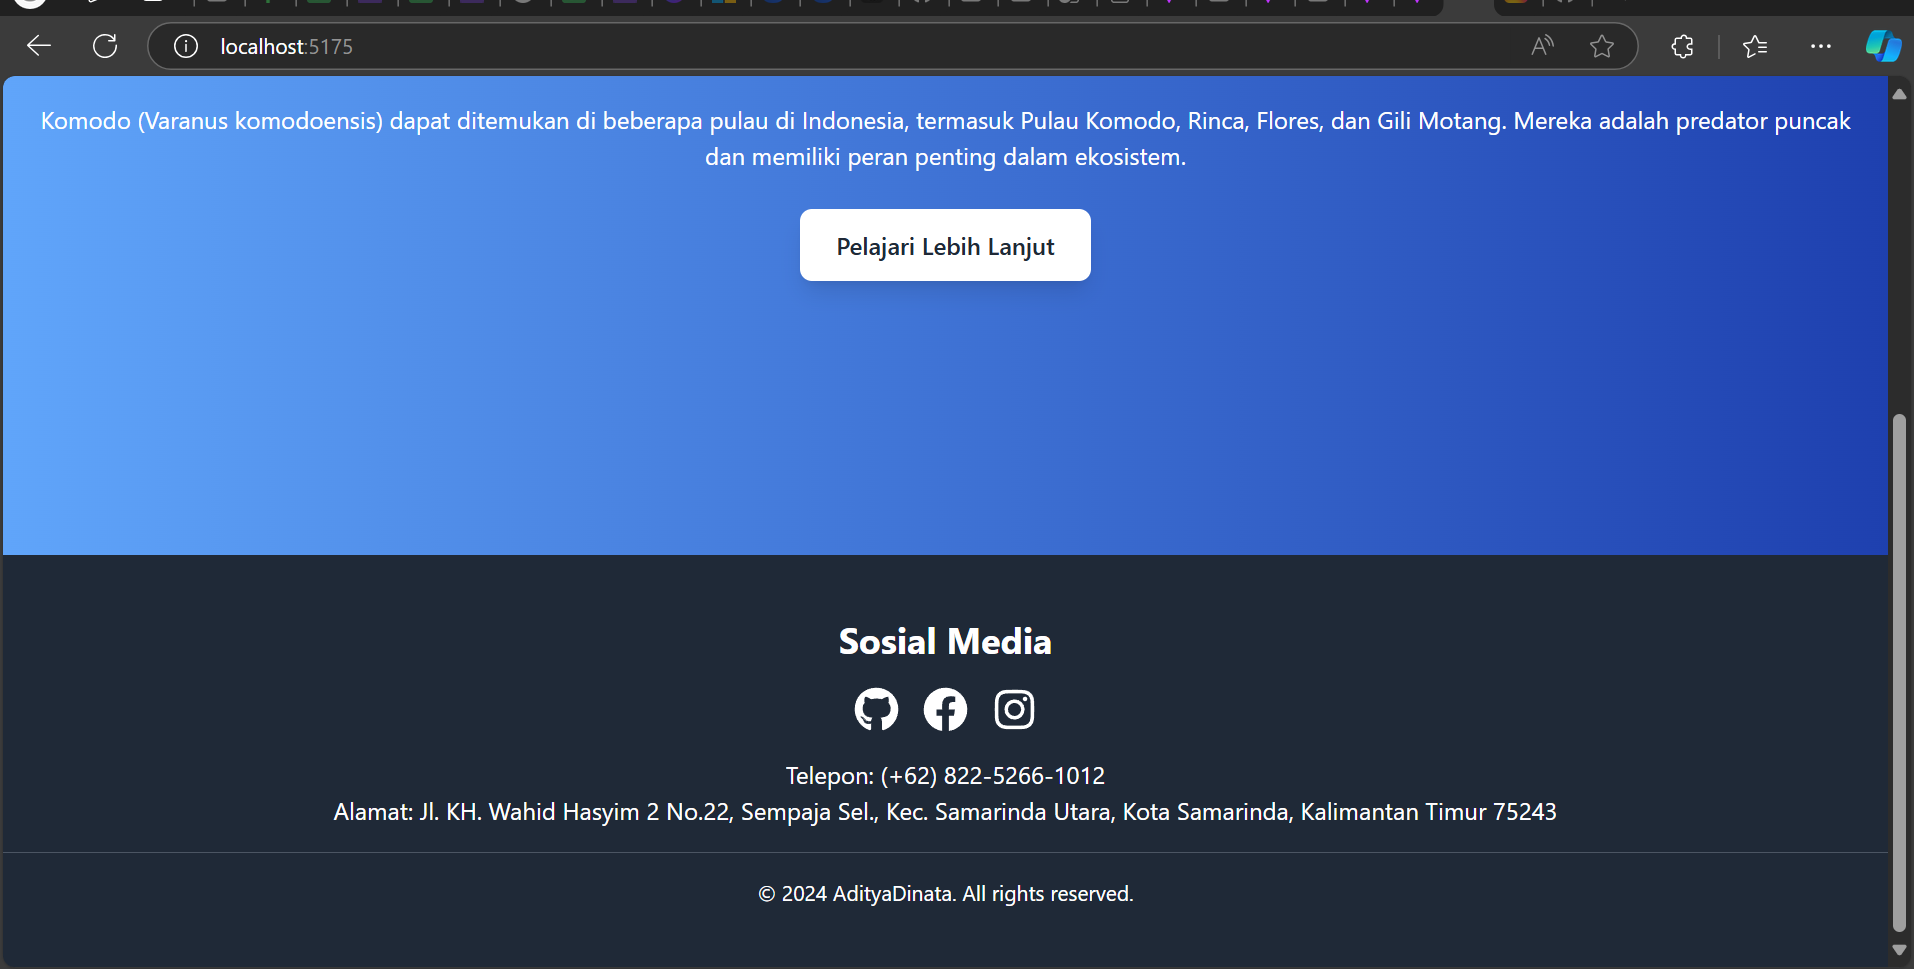 localhost:5175
Komodo (Varanus komodoensis) dapat ditemukan di beberapa pulau di Indonesia, termasuk Pulau Komodo, Rinca, Flores, dan Gili Motang. Mereka adalah predator puncak
dan memiliki peran penting dalam ekosistem.
Pelajari Lebih Lanjut
Sosial Media
Telepon: (+62) 822-5266-1012
Alamat: Jl. KH. Wahid Hasyim 2 No.22, Sempaja Sel., Kec. Samarinda Utara, Kota Samarinda, Kalimantan Timur 75243
© 2024 AdityaDinata. All rights reserved.